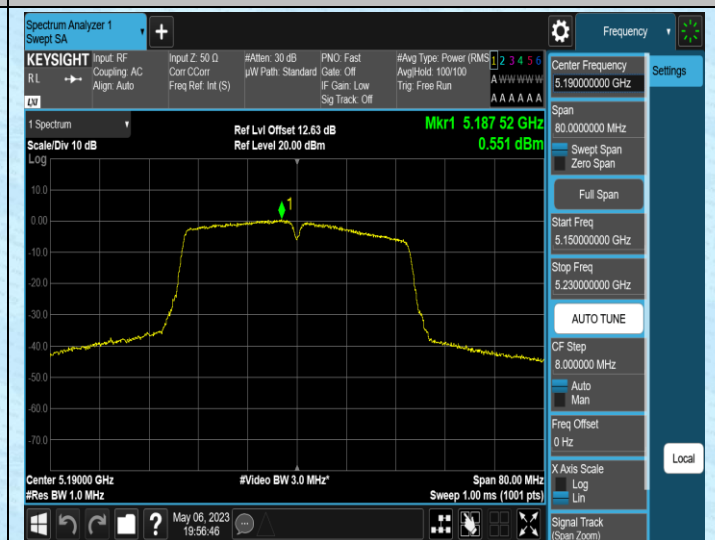 Spectrum Analyzer 1
Swept SA
+
Frequency
KEYSIGHT
Input: RF
Coupling: AC
Align: Auto
Input Z: 50 Ω
Corr CCorr
Freq Ref: Int (S)
#Atten: 30 dB
µW Path: Standard
PNO: Fast
Gate: Off
IF Gain: Low
Sig Track: Off
#Avg Type: Power (RMS
Avg|Hold: 100/100
Trig: Free Run
1 2 3 4 5 6
A W W W W W
A A A A A A
R L
LXI
Center Frequency
5.190000000 GHz
Settings
Span
80.0000000 MHz
Swept Span
Zero Span
Full Span
Start Freq
5.150000000 GHz
Stop Freq
5.230000000 GHz
AUTO TUNE
CF Step
8.000000 MHz
Auto
Man
Freq Offset
0 Hz
X Axis Scale
Log
Lin
Signal Track
(Span Zoom)
Local
1 Spectrum
Scale/Div 10 dB
Log
Ref Lvl Offset 12.63 dB
Ref Level 20.00 dBm
Mkr1 5.187 52 GHz
0.551 dBm
10.0
0.00
-10.0
-20.0
-30.0
-40.0
-50.0
-60.0
-70.0
1
Center 5.19000 GHz
#Res BW 1.0 MHz
#Video BW 3.0 MHz*
Span 80.00 MHz
Sweep 1.00 ms (1001 pts)
?
May 06, 2023
19:56:46